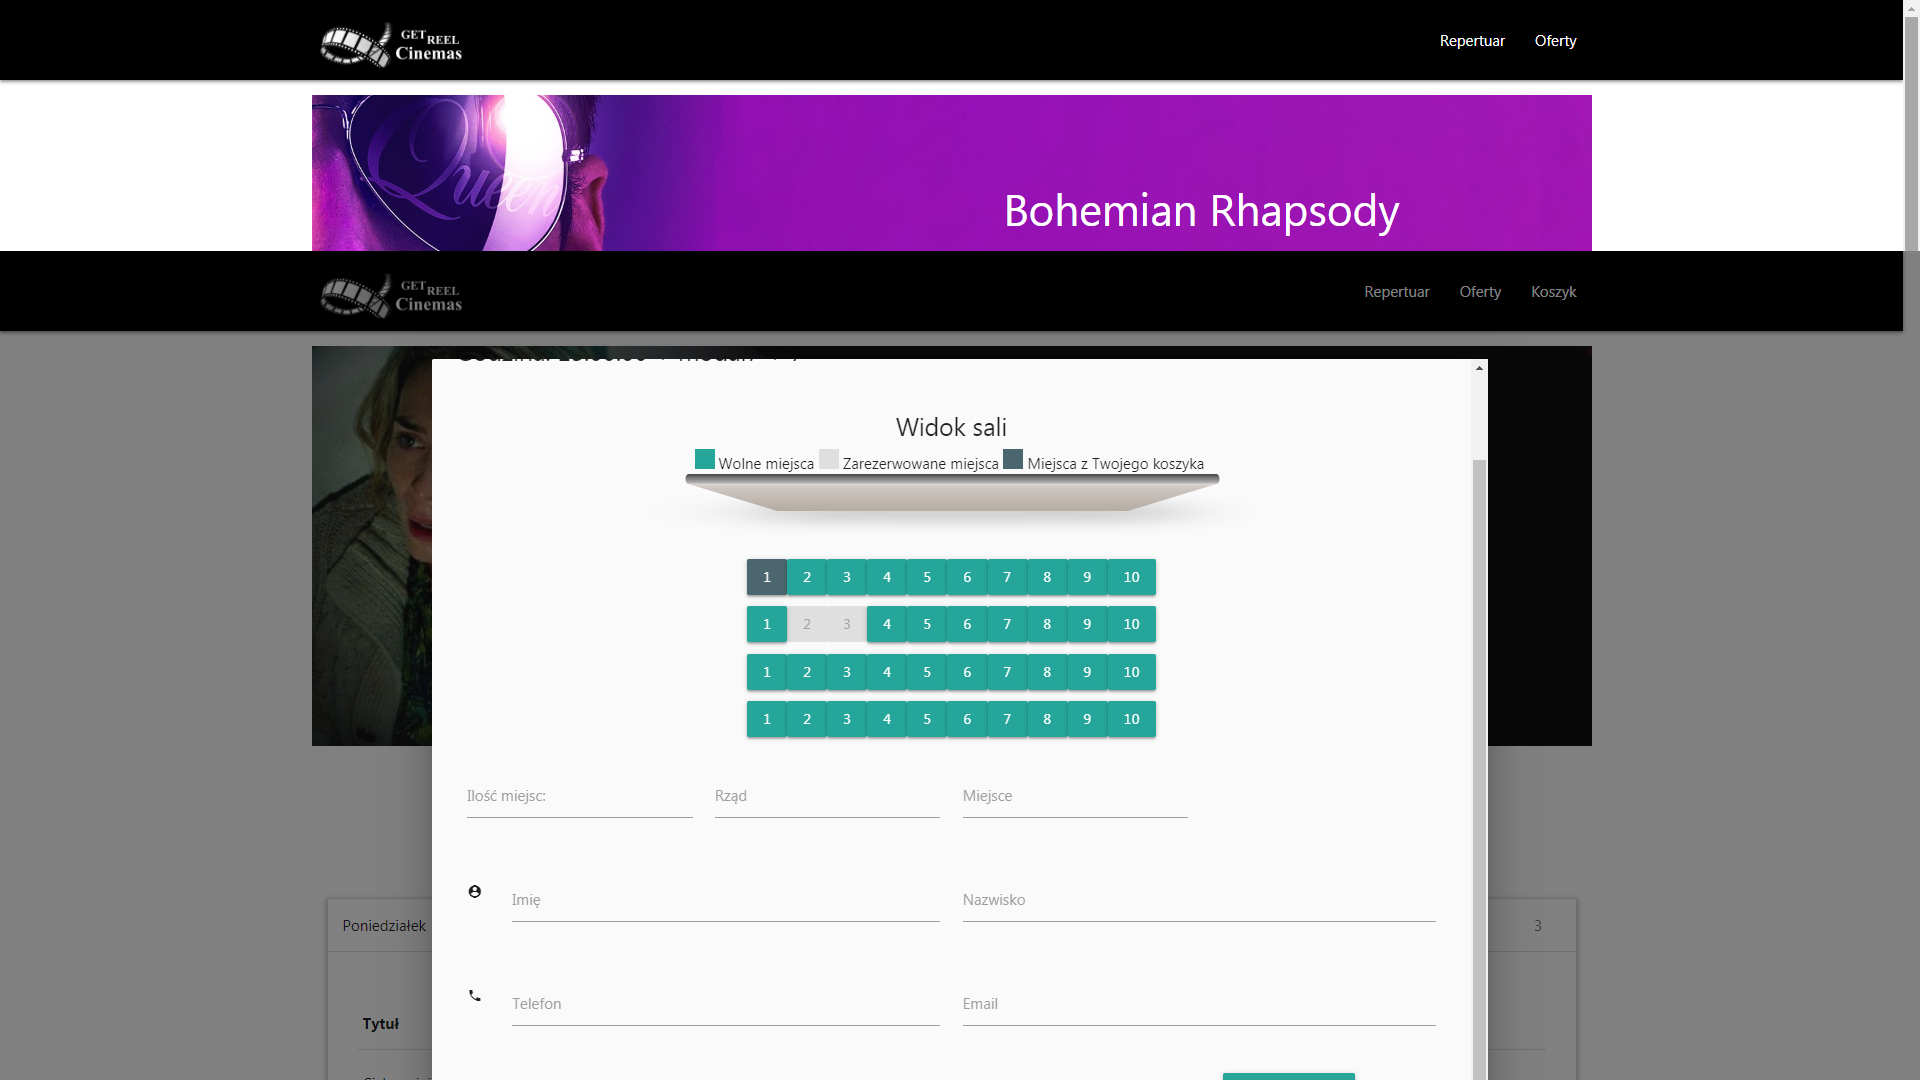 GET REEL
Cinemas
Repertuar
Oferty
Queen
Bohemian Rhapsody
GET REEL
Cinemas
Repertuar
Oferty
Koszyk
Widok sali
Wolne miejsca
Zarezerwowane miejsca
Miejsca z Twojego koszyka
1 2 3 4 5 6 7 8 9 10
1 2 3 4 5 6 7 8 9 10
1 2 3 4 5 6 7 8 9 10
1 2 3 4 5 6 7 8 9 10
Ilość miejsc:
Rząd
Miejsce
Imię
Nazwisko
Poniedziałek
3
Telefon
Email
Tytuł